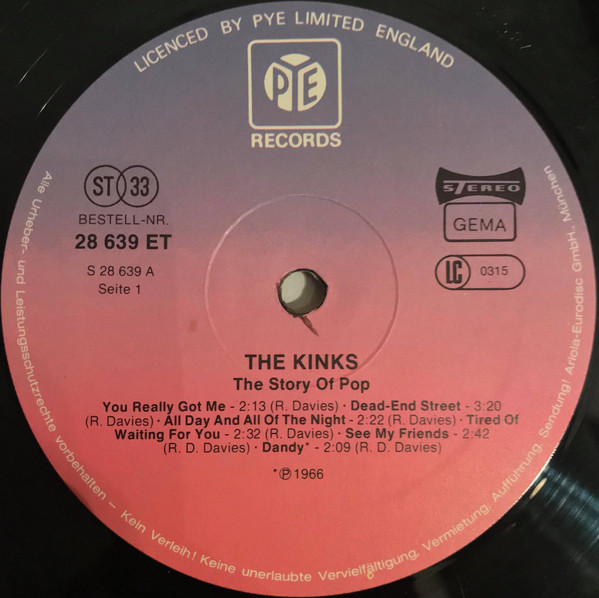 LICENCED BY PYE LIMITED ENGLAND
PYE
RECORDS
ST 33
BESTELL-NR.
28 639 ET
S 28 639 A
Seite 1
STEREO
GEMA
LC 0315
THE KINKS
The Story Of Pop
You Really Got Me - 2:13 (R. Davies) · Dead-End Street - 3:20
(R. Davies) · All Day And All Of The Night - 2:22 (R. Davies) · Tired Of
Waiting For You - 2:32 (R. Davies) · See My Friends - 2:42
(R. D. Davies) · Dandy* - 2:09 (R. D. Davies)
*Ⓟ1966
Alle Urheber- und Leistungsschutzrechte vorbehalten – Kein Verleih! Keine unerlaubte Vervielfältigung, Vermietung, Aufführung, Sendung! Ariola-Eurodisc GmbH., München